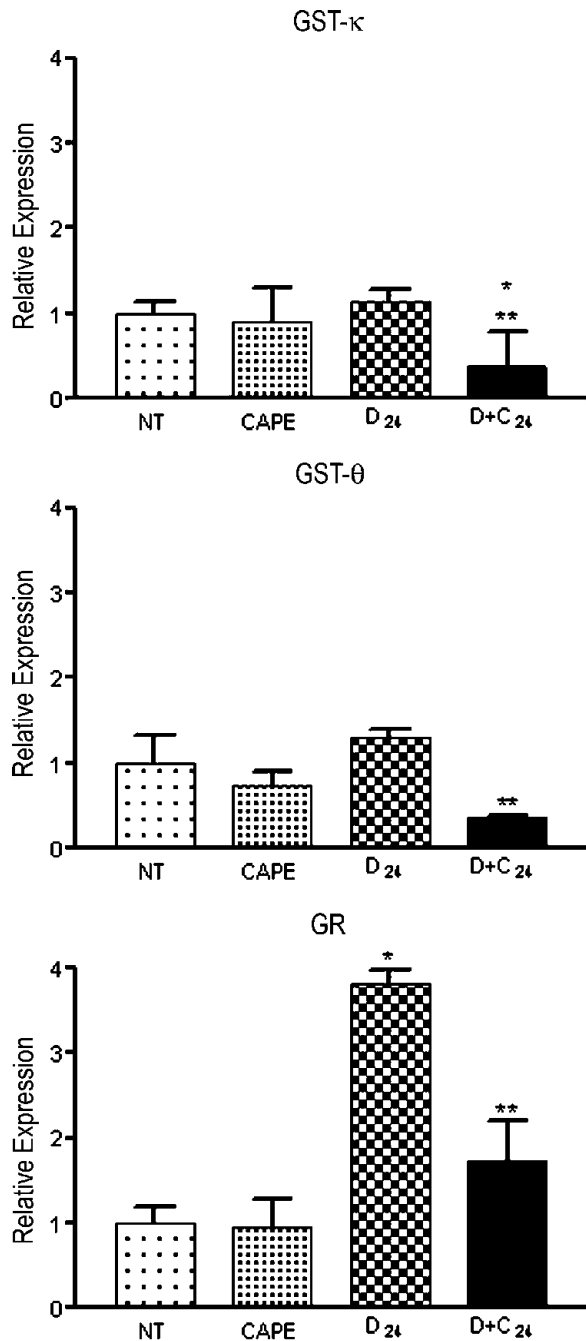 GST-κ
Relative Expression
4
3
2
1
0
*
**
NT CAPE D 24 D+C 24
GST-θ
Relative Expression
4
3
2
1
0
**
NT CAPE D 24 D+C 24
GR
Relative Expression
4
4
2
1
0
*
**
NT CAPE D 24 D+C 24